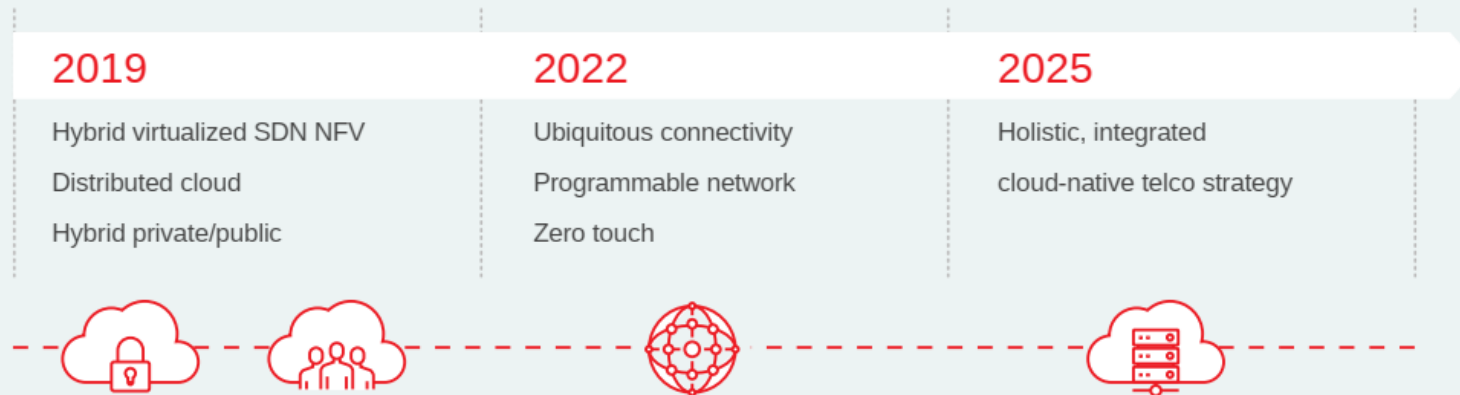 2019
Hybrid virtualized SDN NFV
Distributed cloud
Hybrid private/public
2022
Ubiquitous connectivity
Programmable network
Zero touch
2025
Holistic, integrated
cloud-native telco strategy